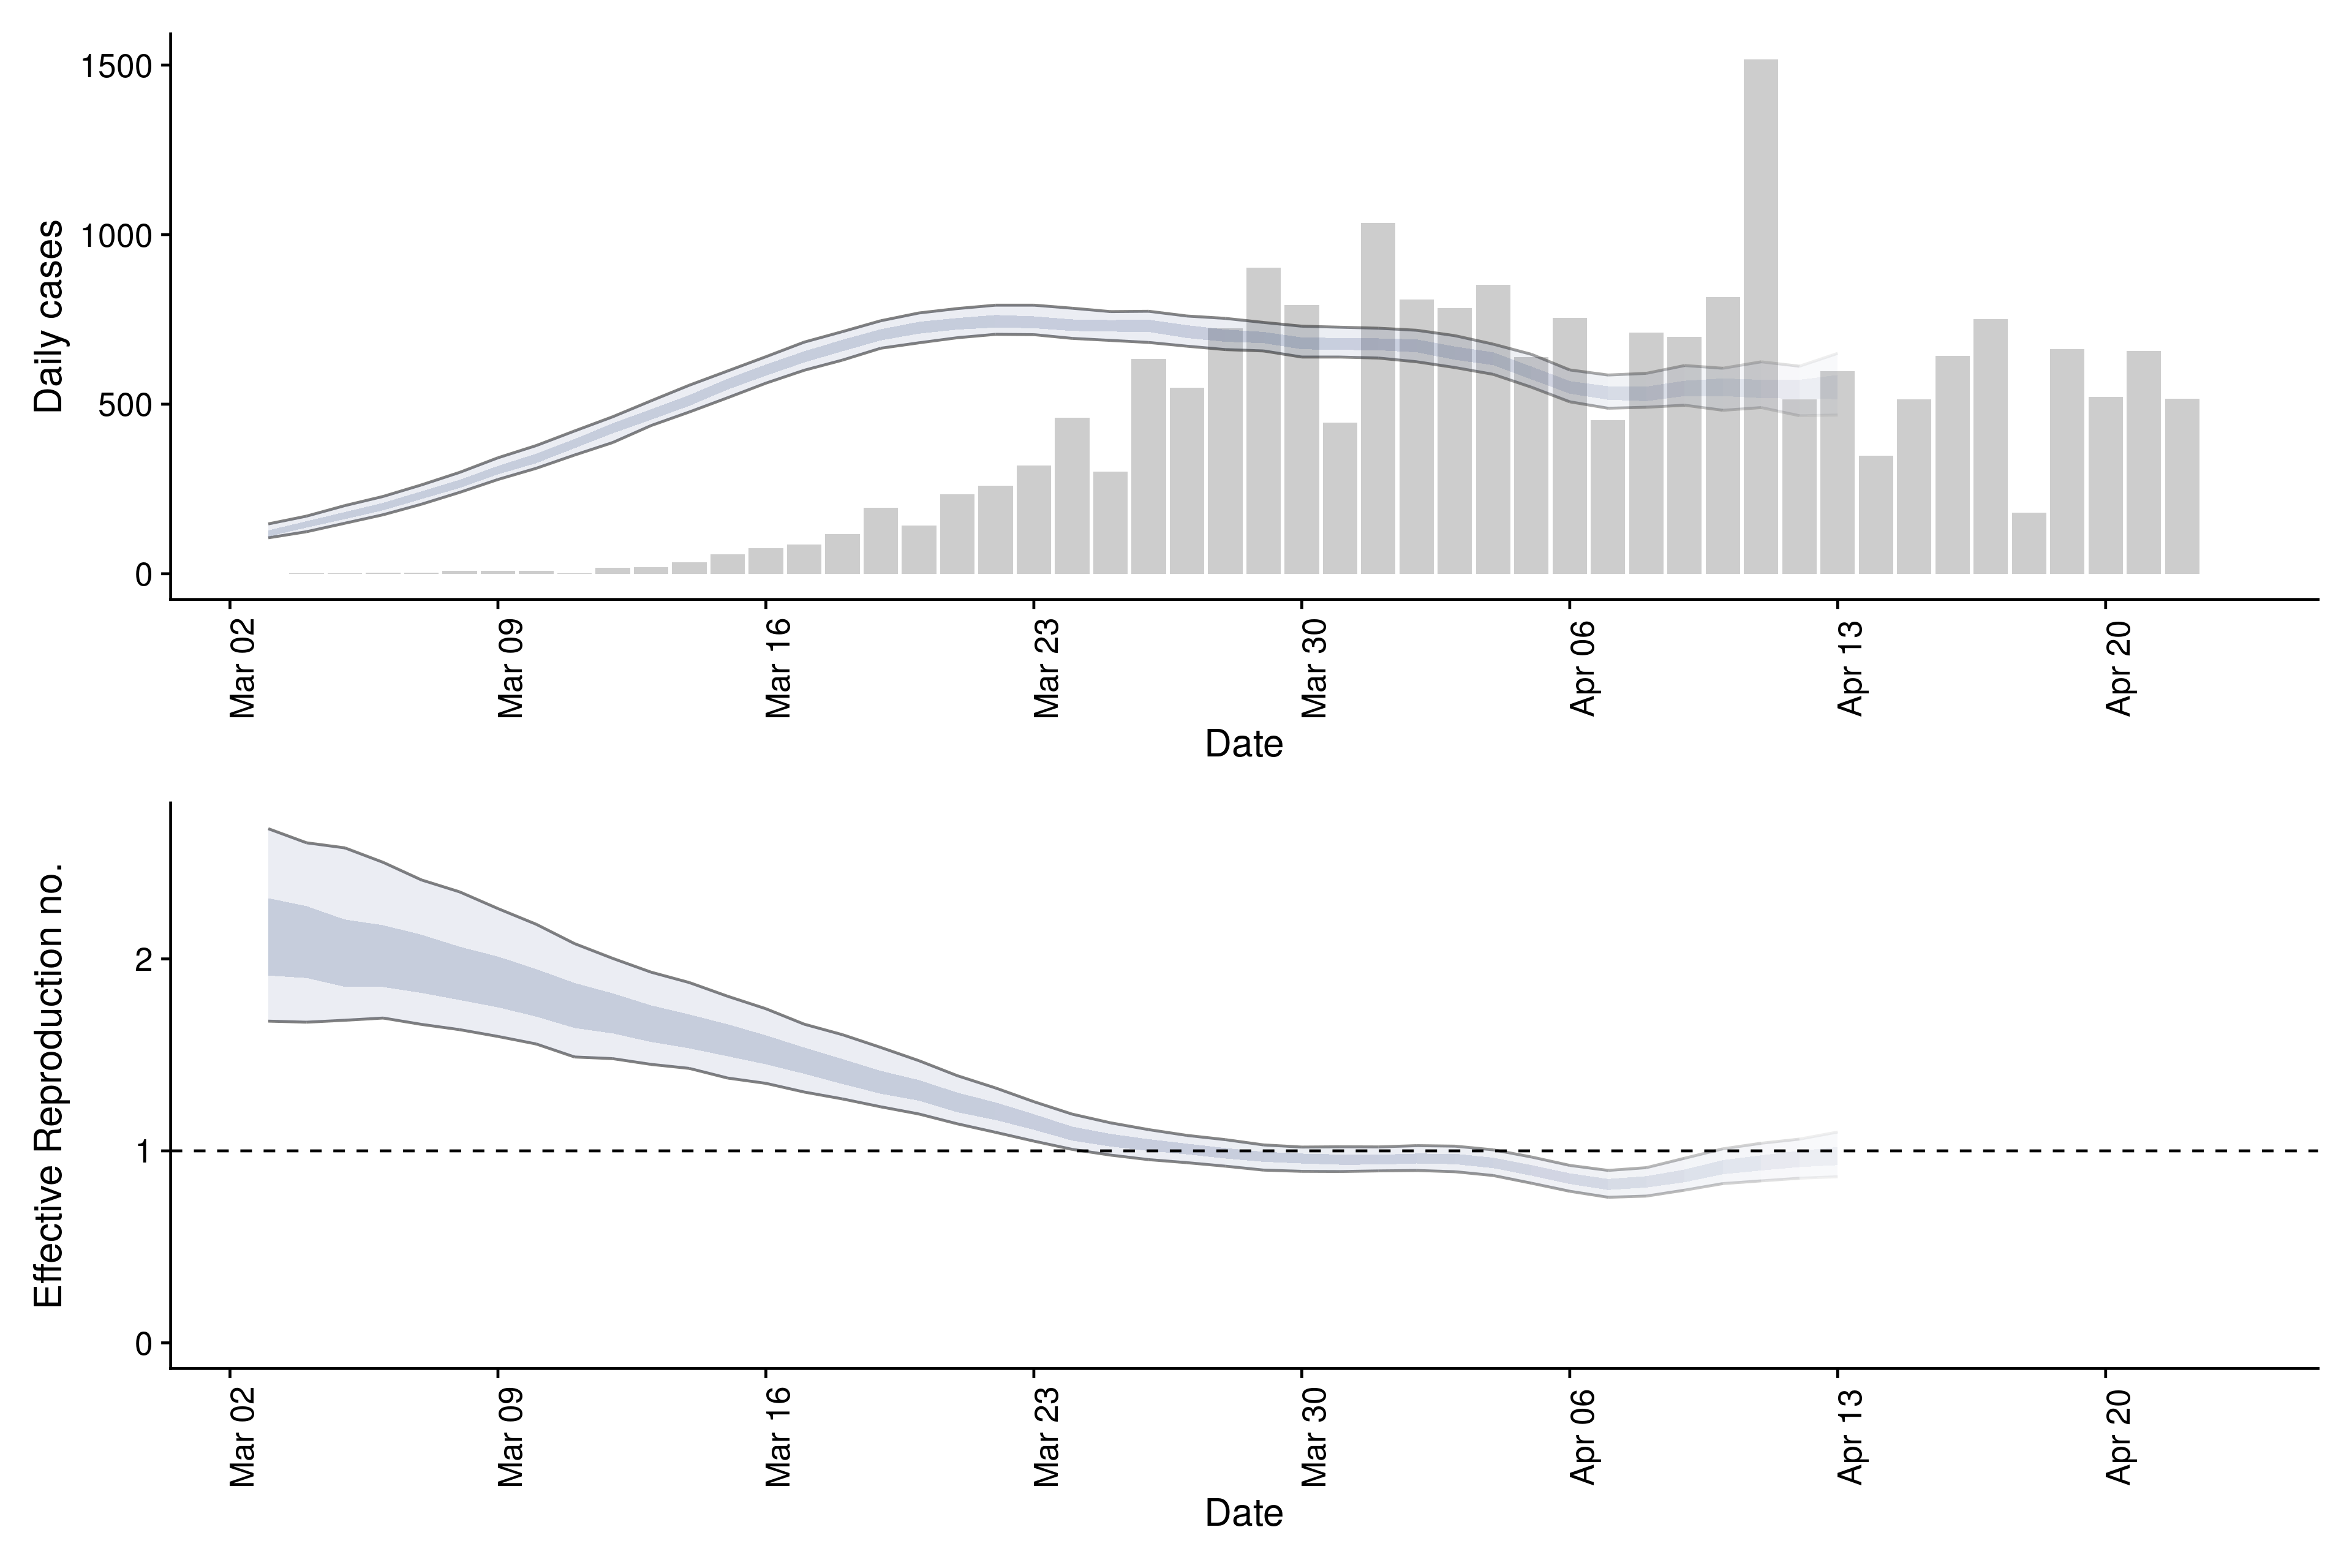 Daily cases
1500
1000
500
0
Mar 02
Mar 09
Mar 16
Mar 23
Mar 30
Apr 06
Apr 13
Apr 20
Date
Effective Reproduction no.
2
1
0
Mar 02
Mar 09
Mar 16
Mar 23
Mar 30
Apr 06
Apr 13
Apr 20
Date